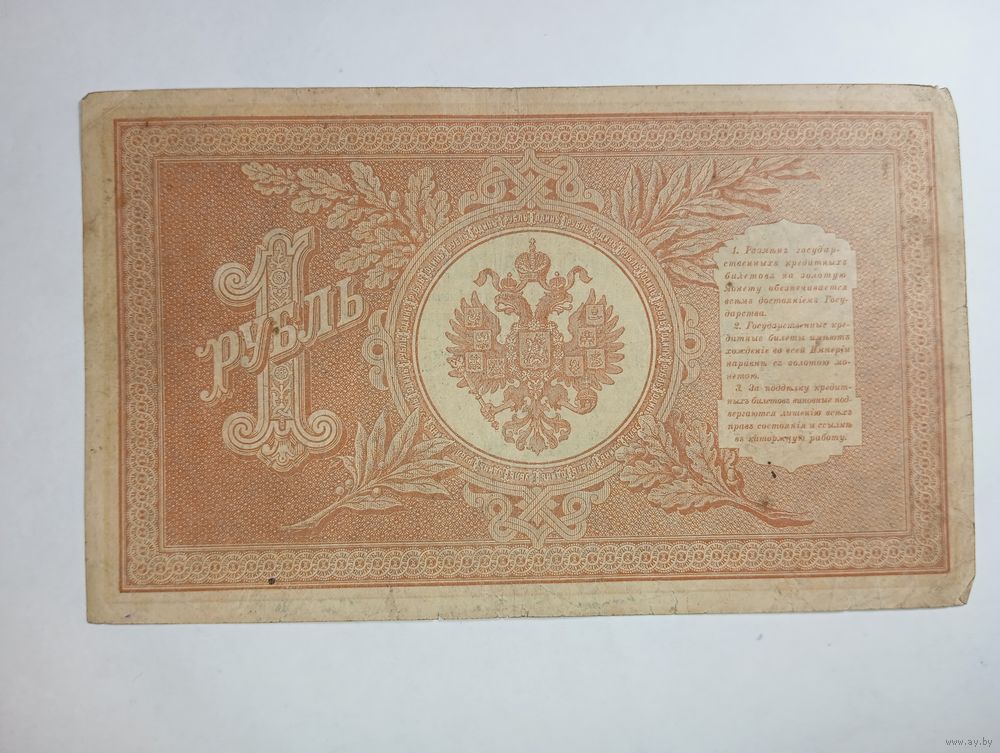 1
РУБЛЬ
1. Размѣнъ государ-
ственныхъ кредитныхъ
билетовъ на золотую
монету обезпечивается
всѣмъ достояніемъ Госу-
дарства.
2. Государственные кре-
дитные билеты имѣютъ
хожденіе во всей Имперіи
наравнѣ съ золотою мо-
нетою.
3. За поддѣлку кредит-
ныхъ билетовъ виновные под-
вергаются лишенію всѣхъ
правъ состоянія и ссылкѣ
въ каторжную работу.
www.ay.by